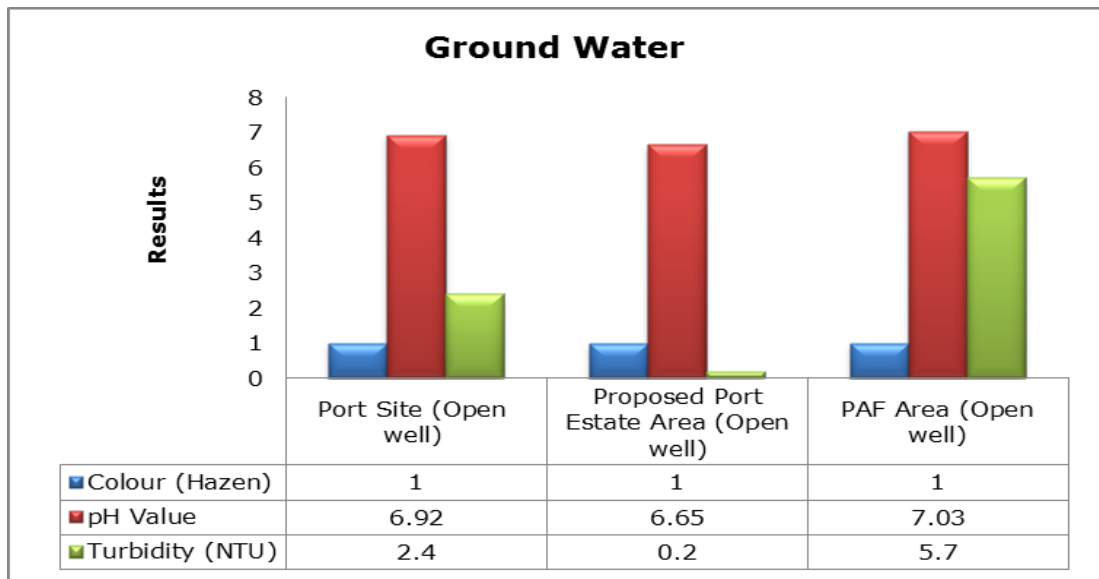 Ground Water
Results
8
7
6
5
4
3
2
1
0
Port Site (Open
well)
Proposed Port
Estate Area (Open
well)
PAF Area (Open
well)
Colour (Hazen) 1 1 1
pH Value 6.92 6.65 7.03
Turbidity (NTU) 2.4 0.2 5.7